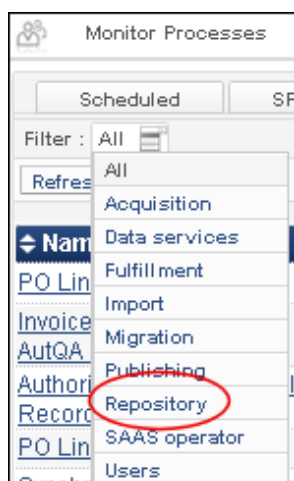 Monitor Processes
Scheduled
Filter : All
Refres
All
Acquisition
Data services
Fulfillment
Import
Migration
Publishing
Repository
SAAS operator
Users
Nam
PO Lin
Invoice
AutQA
Authori
Record
PO Lin